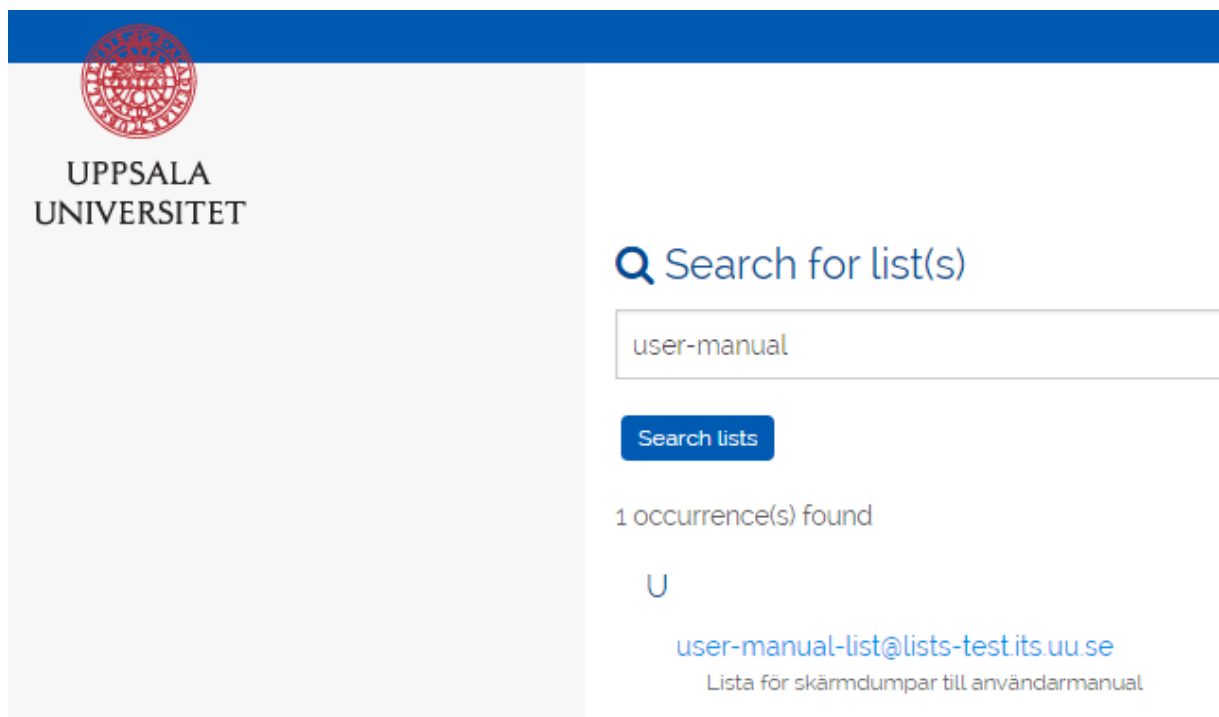 UPPSALA
UNIVERSITET
Search for list(s)
user-manual
Search lists
1 occurrence(s) found
U
user-manual-list@lists-test.its.uu.se
Lista för skärmdumpar till användarmanual